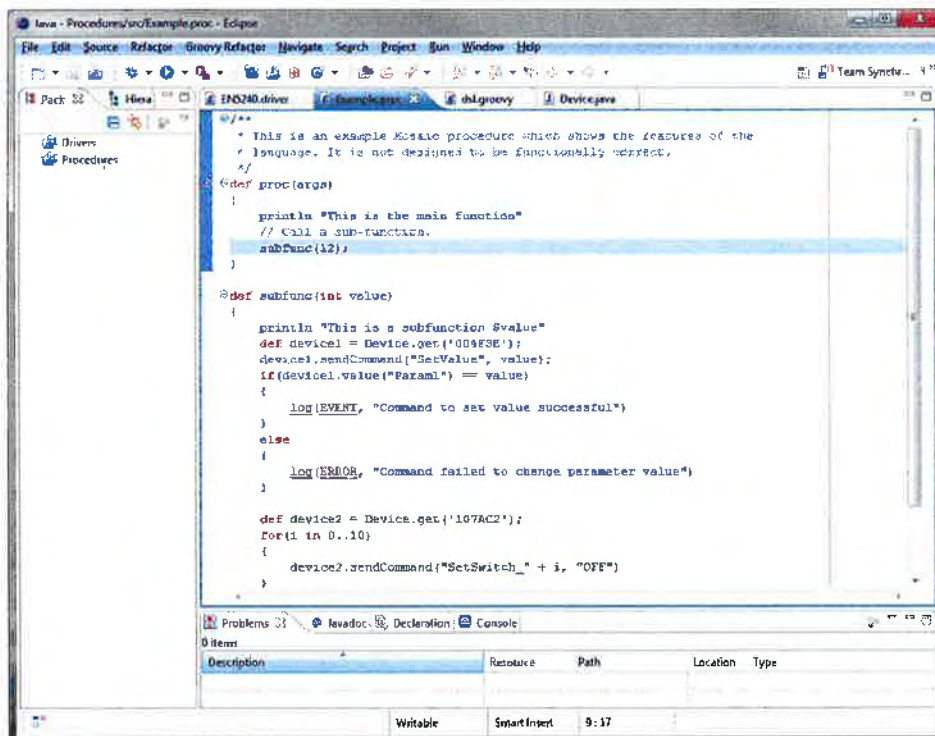 Java - Procedures/src/Example.proc - Eclipse
File Edit Source Refactor Groovy Refactor Navigate Search Project Run Window Help
Team Synchr...
Pack Hiera
EN5240.driver Example.proc dsl.groovy Device.java
Drivers
Procedures
/**
* This is an example Mosaic procedure which shows the features of the
* language. It is not designed to be functionally correct.
*/
def proc(args)
{
println "This is the main function"
// Call a sub-function.
subfunc(12);
}
def subfunc(int value)
{
println "This is a subfunction $value"
def device1 = Device.get('004F3E');
device1.sendCommand("SetValue", value);
if(device1.value("Param1") == value)
{
log(EVENT, "Command to set value successful")
}
else
{
log(ERROR, "Command failed to change parameter value")
}
def device2 = Device.get('107AC2');
for(i in 0..10)
{
device2.sendCommand("SetSwitch_" + i, "OFF")
}
Problems Javadoc Declaration Console
0 items
Description Resource Path Location Type
Writable Smart Insert 9:17